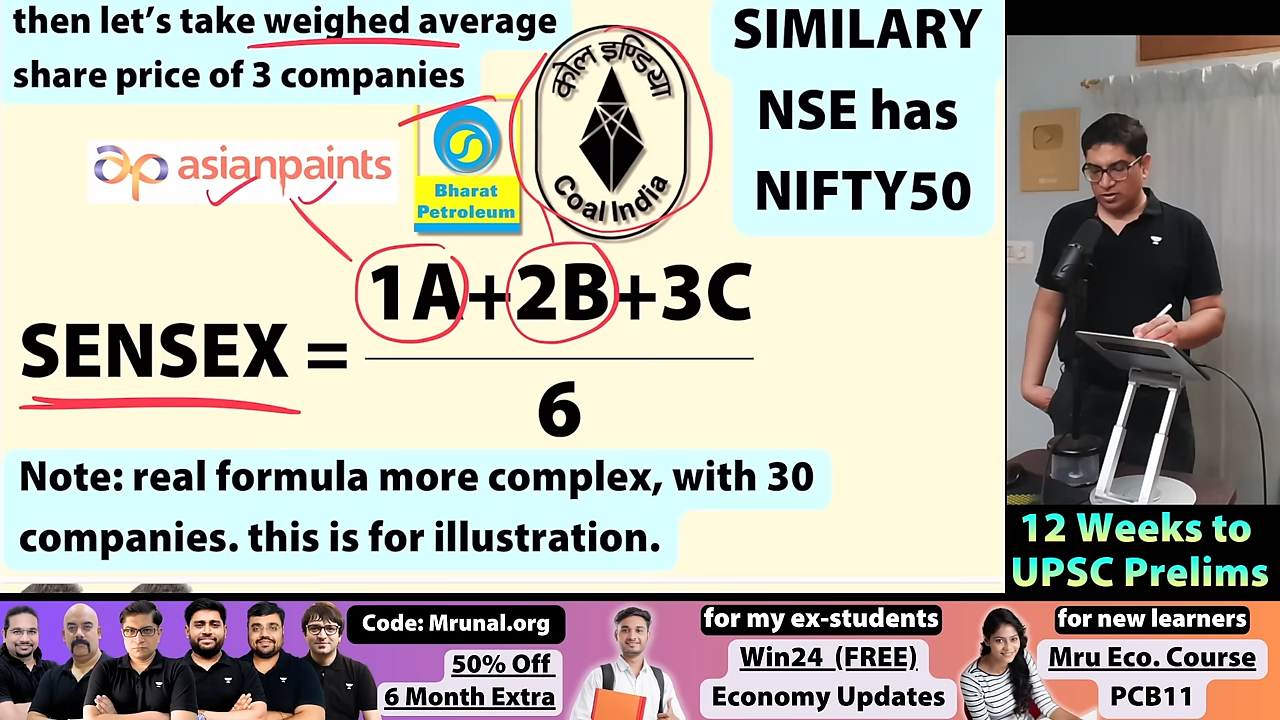 then let's take weighed average
share price of 3 companies
SIMILARY
NSE has
NIFTY50
कोल इण्डिया
Coal India
ap asianpaints
Bharat
Petroleum
1A+2B+3C
SENSEX =
6
Note: real formula more complex, with 30
companies. this is for illustration.
12 Weeks to
UPSC Prelims
Code: Mrunal.org
50% Off
6 Month Extra
for my ex-students
Win24 (FREE)
Economy Updates
for new learners
Mru Eco. Course
PCB11